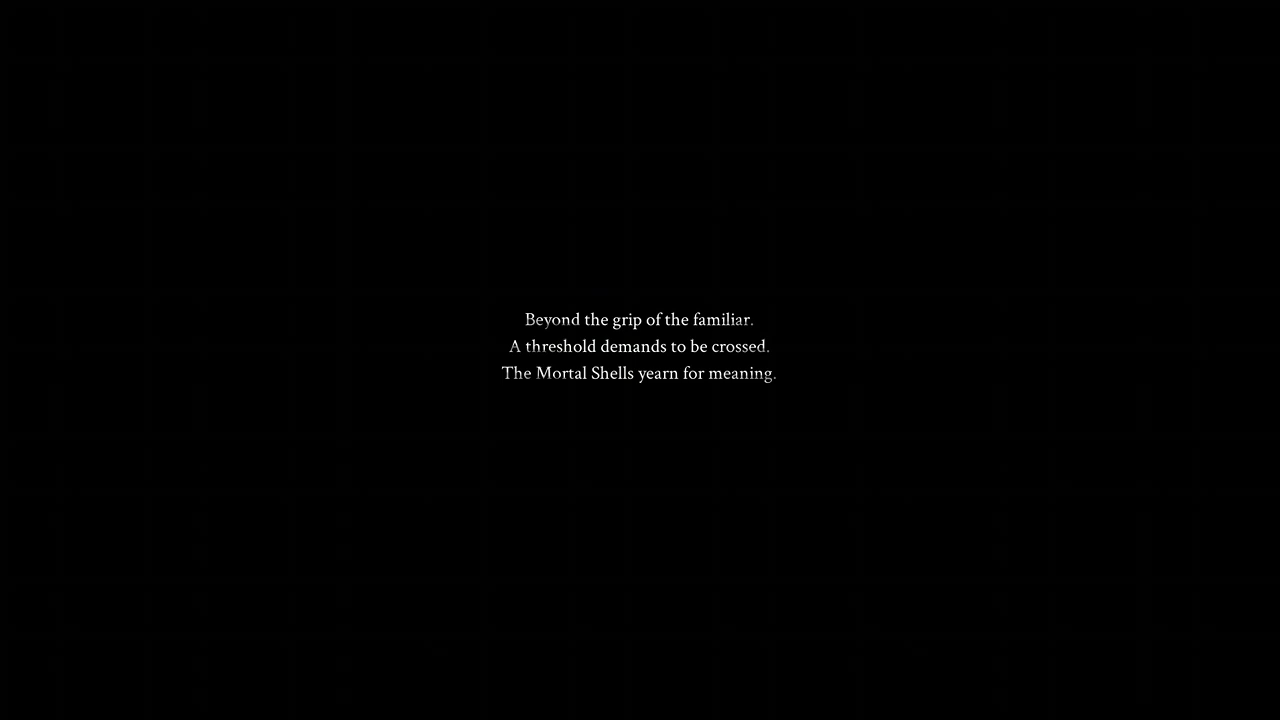 Beyond the grip of the familiar.
A threshold demands to be crossed.
The Mortal Shells yearn for meaning.